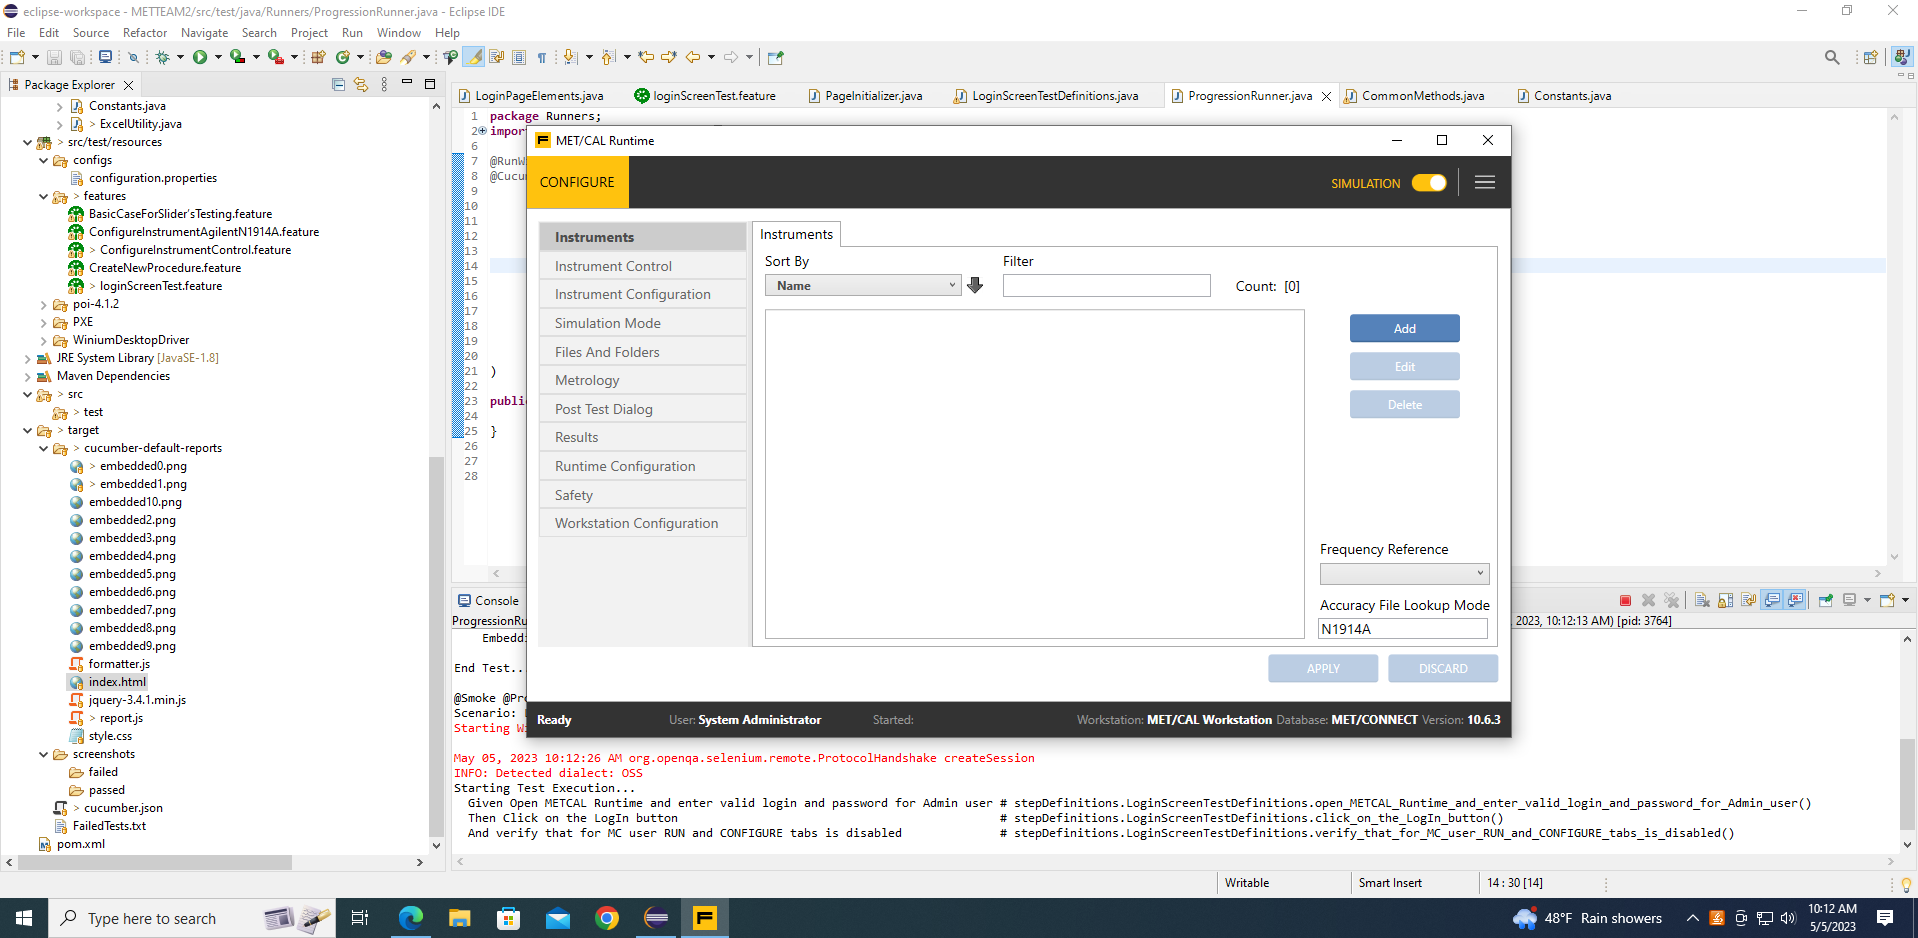 eclipse-workspace - METTEAM2/src/test/java/Runners/ProgressionRunner.java - Eclipse IDE
File Edit Source Refactor Navigate Search Project Run Window Help
Package Explorer
Constants.java
> ExcelUtility.java
> src/test/resources
configs
configuration.properties
> features
BasicCaseForSlider'sTesting.feature
ConfigureInstrumentAgilentN1914A.feature
> ConfigureInstrumentControl.feature
CreateNewProcedure.feature
> loginScreenTest.feature
poi-4.1.2
PXE
WiniumDesktopDriver
JRE System Library [JavaSE-1.8]
Maven Dependencies
> src
> test
> target
> cucumber-default-reports
> embedded0.png
> embedded1.png
embedded10.png
embedded2.png
embedded3.png
embedded4.png
embedded5.png
embedded6.png
embedded7.png
embedded8.png
embedded9.png
formatter.js
index.html
jquery-3.4.1.min.js
> report.js
style.css
screenshots
failed
passed
> cucumber.json
FailedTests.txt
pom.xml
LoginPageElements.java loginScreenTest.feature PageInitializer.java LoginScreenTestDefinitions.java ProgressionRunner.java CommonMethods.java Constants.java
1 package Runners;
2 impor
6
7 @RunW
8 @Cucu
9
10
11
12
13
14
15
16
17
18
19
20
21 )
22
23 publi
24
25 }
26
27
28
MET/CAL Runtime
CONFIGURE
SIMULATION
Instruments
Instrument Control
Instrument Configuration
Simulation Mode
Files And Folders
Metrology
Post Test Dialog
Results
Runtime Configuration
Safety
Workstation Configuration
Instruments
Sort By Filter
Name
Count: [0]
Add
Edit
Delete
Frequency Reference
Accuracy File Lookup Mode
N1914A
APPLY DISCARD
Ready User: System Administrator Started: Workstation: MET/CAL Workstation Database: MET/CONNECT Version: 10.6.3
Console
ProgressionRu
, 2023, 10:12:13 AM) [pid: 3764]
Embeddi
End Test..
@Smoke @Pr
Scenario:
Starting Wi
May 05, 2023 10:12:26 AM org.openqa.selenium.remote.ProtocolHandshake createSession
INFO: Detected dialect: OSS
Starting Test Execution...
Given Open METCAL Runtime and enter valid login and password for Admin user # stepDefinitions.LoginScreenTestDefinitions.open_METCAL_Runtime_and_enter_valid_login_and_password_for_Admin_user()
Then Click on the LogIn button # stepDefinitions.LoginScreenTestDefinitions.click_on_the_LogIn_button()
And verify that for MC user RUN and CONFIGURE tabs is disabled # stepDefinitions.LoginScreenTestDefinitions.verify_that_for_MC_user_RUN_and_CONFIGURE_tabs_is_disabled()
Writable Smart Insert 14 : 30 [14]
Type here to search
48°F Rain showers
10:12 AM
5/5/2023